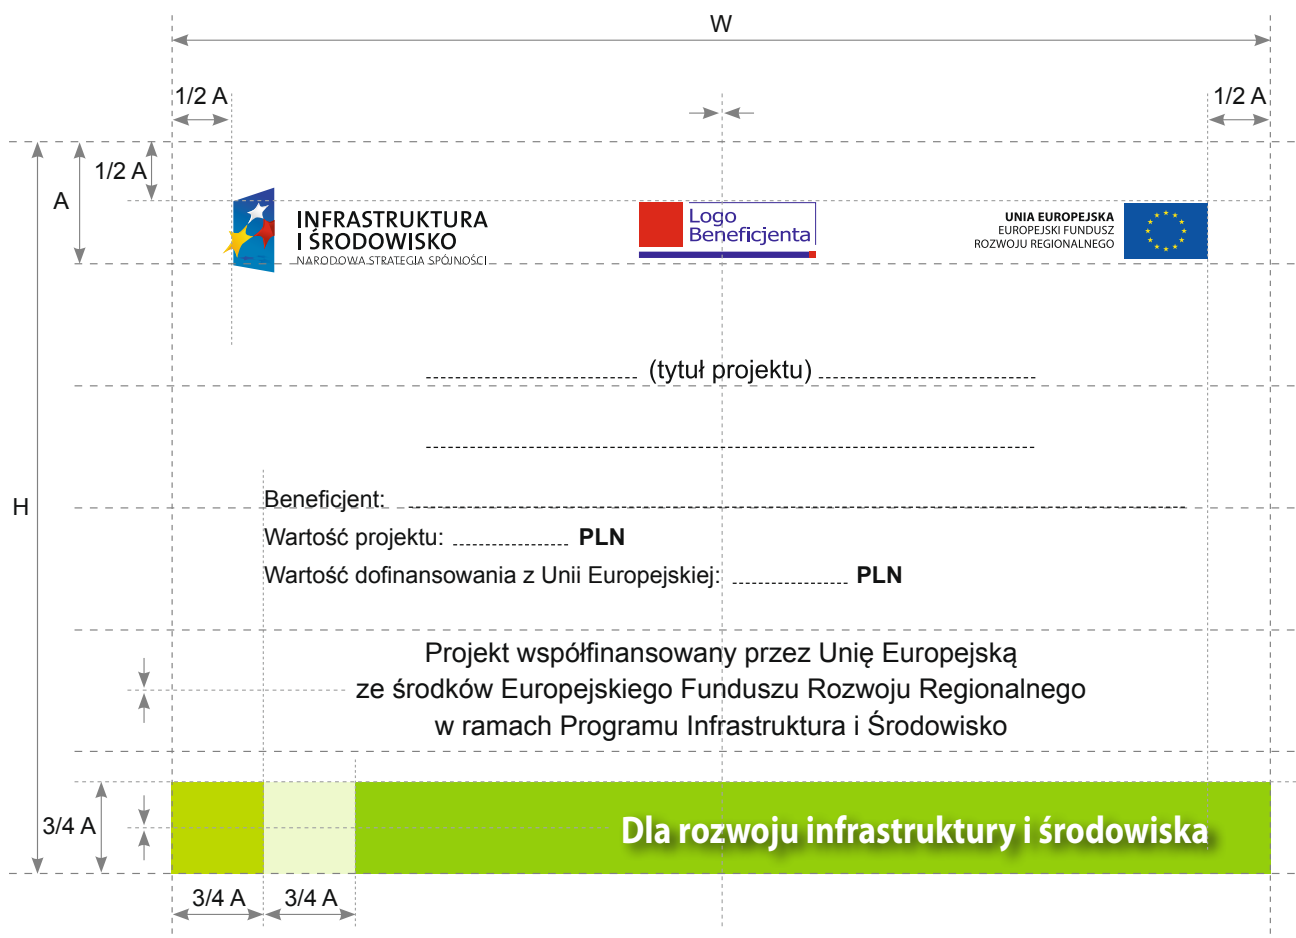 W
1/2 A
1/2 A
1/2 A
A
INFRASTRUKTURA
I ŚRODOWISKO
NARODOWA STRATEGIA SPÓJNOŚCI
Logo
Beneficjenta
UNIA EUROPEJSKA
EUROPEJSKI FUNDUSZ
ROZWOJU REGIONALNEGO
(tytuł projektu)
H
Beneficjent:
Wartość projektu: PLN
Wartość dofinansowania z Unii Europejskiej: PLN
Projekt współfinansowany przez Unię Europejską
ze środków Europejskiego Funduszu Rozwoju Regionalnego
w ramach Programu Infrastruktura i Środowisko
3/4 A
Dla rozwoju infrastruktury i środowiska
3/4 A
3/4 A